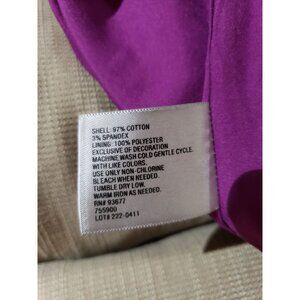 SHELL: 97% COTTON
3% SPANDEX
LINING: 100% POLYESTER
EXCLUSIVE OF DECORATION
MACHINE WASH COLD GENTLE CYCLE.
WITH LIKE COLORS.
USE ONLY NON-CHLORINE
BLEACH WHEN NEEDED.
TUMBLE DRY LOW.
WARM IRON AS NEEDED.
RN# 93677
755900
LOT# 222-0411